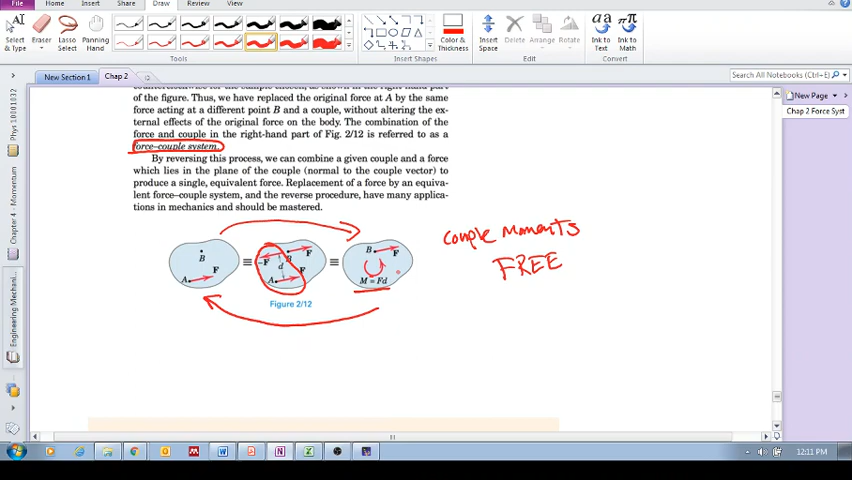 File Home Insert Share Draw View
Select & Type
Eraser
Lasso Select
Panning Hand
Color & Thickness
Insert Space
Delete
Arrange
Rotate
Ink to Text
Ink to Math
Tools
Insert Shapes
Edit
Convert
New Section 1
Chap 2
Search All Notebooks (Ctrl+E)
New Page
Chap 2 Force Syst
Phys 10001032
Chapter 4 - Momentum
Engineering Mechani
counterclockwise for the sample chosen, as shown in the right-hand part
of the figure. Thus, we have replaced the original force at A by the same
force acting at a different point B and a couple, without altering the ex-
ternal effects of the original force on the body. The combination of the
force and couple in the right-hand part of Fig. 2/12 is referred to as a
force–couple system.
By reversing this process, we can combine a given couple and a force
which lies in the plane of the couple (normal to the couple vector) to
produce a single, equivalent force. Replacement of a force by an equiva-
lent force–couple system, and the reverse procedure, have many applica-
tions in mechanics and should be mastered.
B
F
A
≡
−F
B
F
d
F
A
≡
B
F
M = Fd
Figure 2/12
couple moments
FREE
12:11 PM